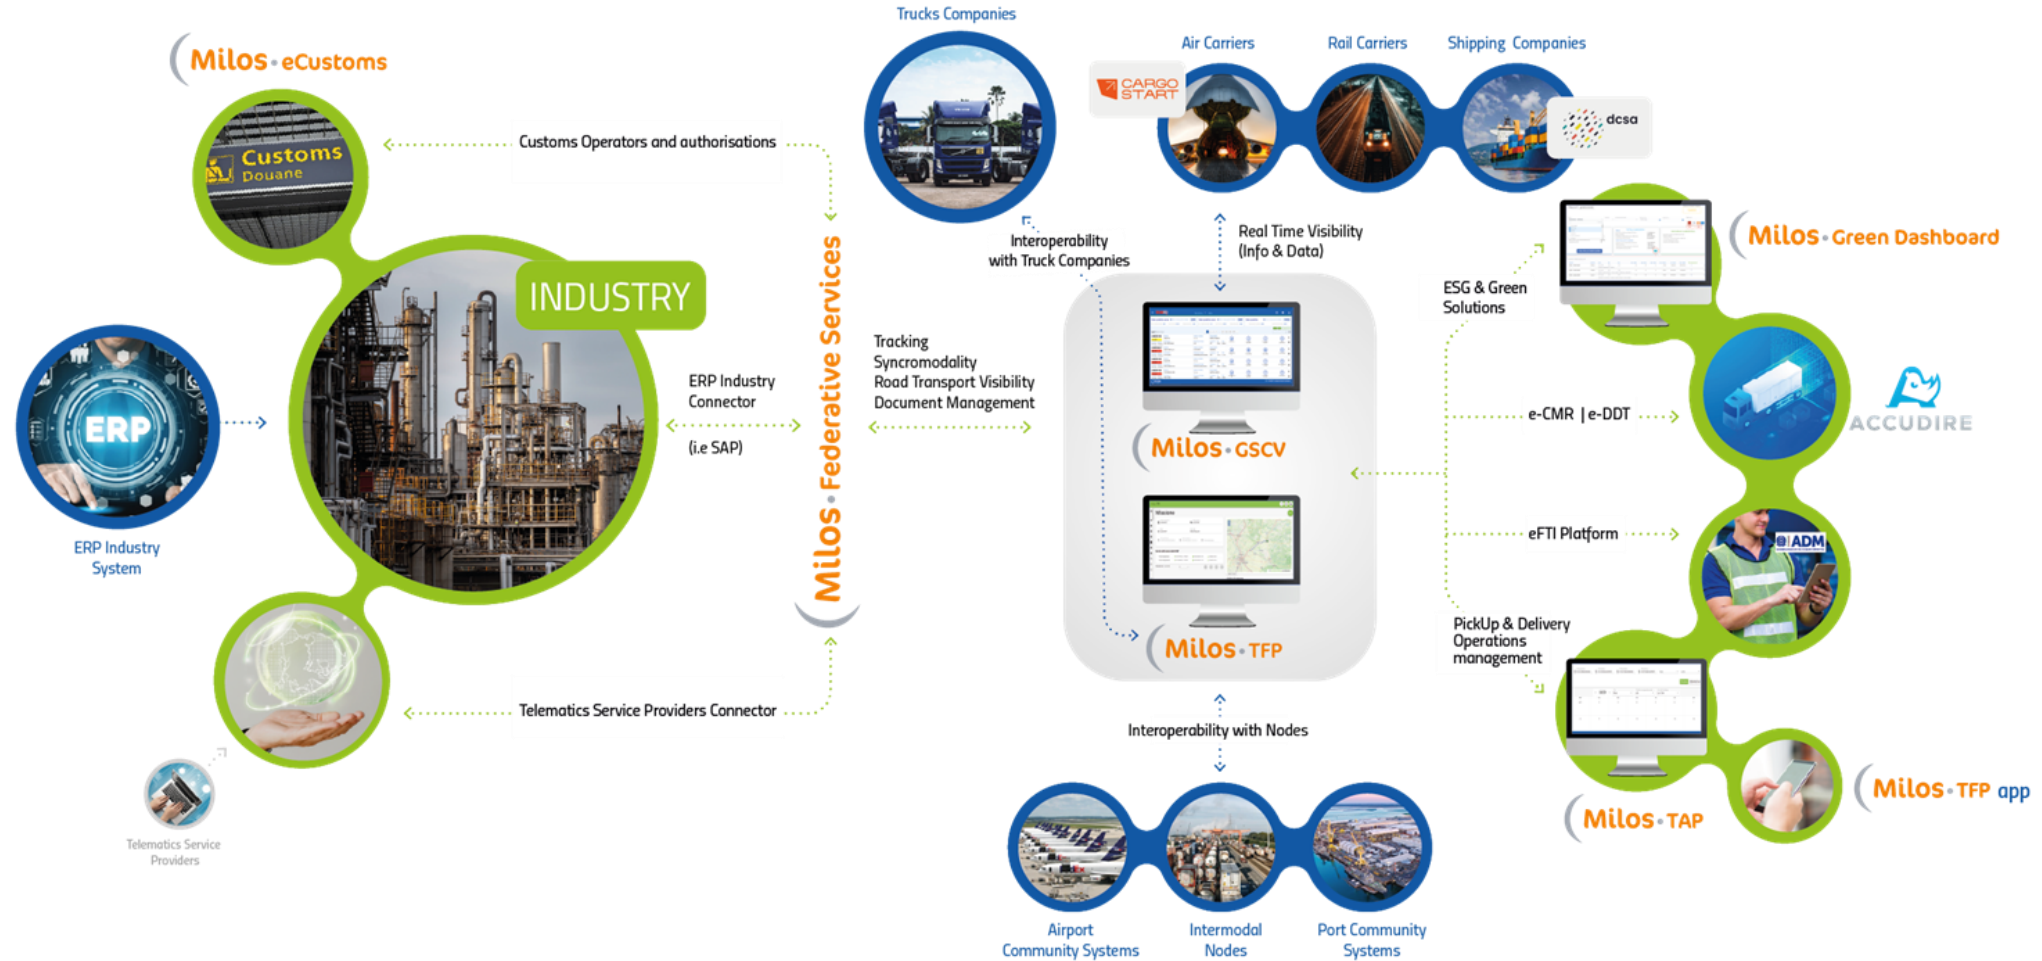 Trucks Companies
Air Carriers
Rail Carriers
Shipping Companies
Milos·eCustoms
CARGO
START
dcsa
Customs
Douane
Customs Operators and authorisations
Interoperability
with Truck Companies
Real Time Visibility
(Info & Data)
Milos·Green Dashboard
INDUSTRY
ESG & Green
Solutions
Milos·Federative Services
Tracking
Syncromodality
Road Transport Visibility
Document Management
ERP Industry
Connector
(i.e SAP)
ERP
e-CMR | e-DDT
ACCUDIRE
Milos·GSCV
ERP Industry
System
Missions
eFTI Platform
ADM
PickUp & Delivery
Operations
management
Milos·TFP
Telematics Service Providers Connector
Interoperability with Nodes
Milos·TFP app
Milos·TAP
Telematics Service
Providers
Airport
Community Systems
Intermodal
Nodes
Port Community
Systems